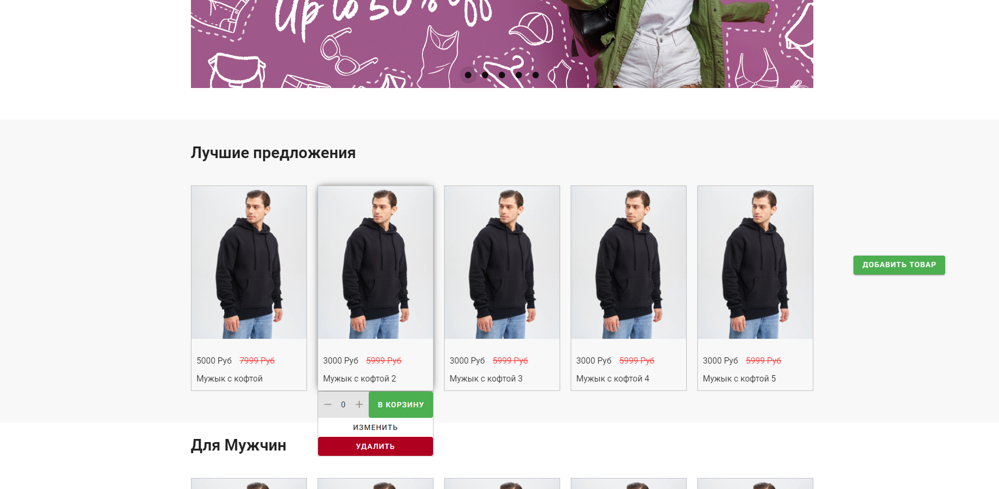 Up to 50% off
Лучшие предложения
ДОБАВИТЬ ТОВАР
5000 Руб 7999 Руб
Мужык с кофтой
3000 Руб 5999 Руб
Мужык с кофтой 2
3000 Руб 5999 Руб
Мужык с кофтой 3
3000 Руб 5999 Руб
Мужык с кофтой 4
3000 Руб 5999 Руб
Мужык с кофтой 5
− 0 + В КОРЗИНУ
ИЗМЕНИТЬ
УДАЛИТЬ
Для Мужчин